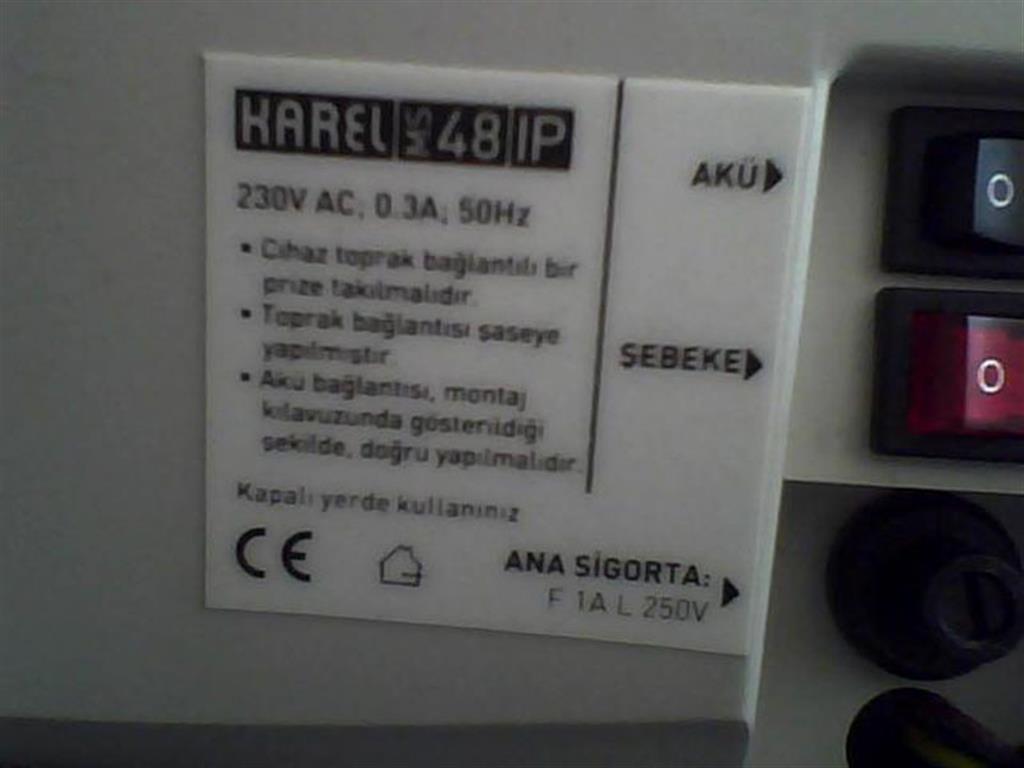 KAREL MS 48 IP
230V AC, 0.3A, 50Hz
• Cihaz toprak bağlantılı bir
prize takılmalıdır.
• Toprak bağlantısı şaseye
yapılmıştır.
• Akü bağlantısı, montaj
kılavuzunda gösterildiği
şekilde, doğru yapılmalıdır.
Kapalı yerde kullanınız
CE
ANA SİGORTA:
F 1A L 250V
AKÜ
ŞEBEKE
O
O